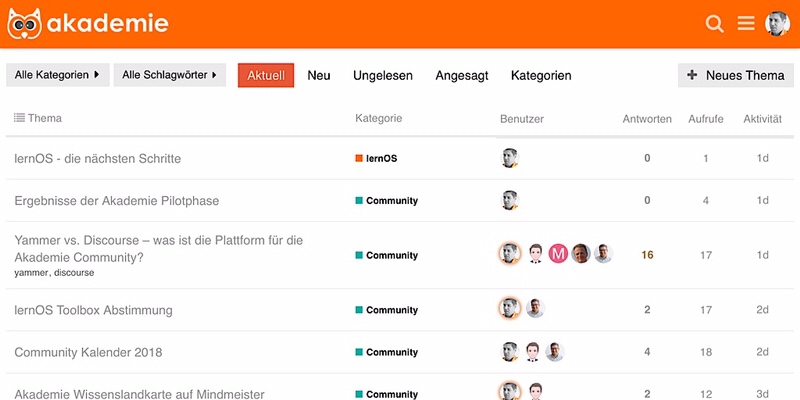 akademie
Alle Kategorien Alle Schlagwörter Aktuell Neu Ungelesen Angesagt Kategorien + Neues Thema
Thema Kategorie Benutzer Antworten Aufrufe Aktivität
lernOS - die nächsten Schritte lernOS 0 1 1d
Ergebnisse der Akademie Pilotphase Community 0 4 1d
Yammer vs. Discourse – was ist die Plattform für die
Akademie Community? Community M 16 17 1d
yammer, discourse
lernOS Toolbox Abstimmung Community 2 17 2d
Community Kalender 2018 Community 4 18 2d
Akademie Wissenslandkarte auf Mindmeister Community 2 12 3d